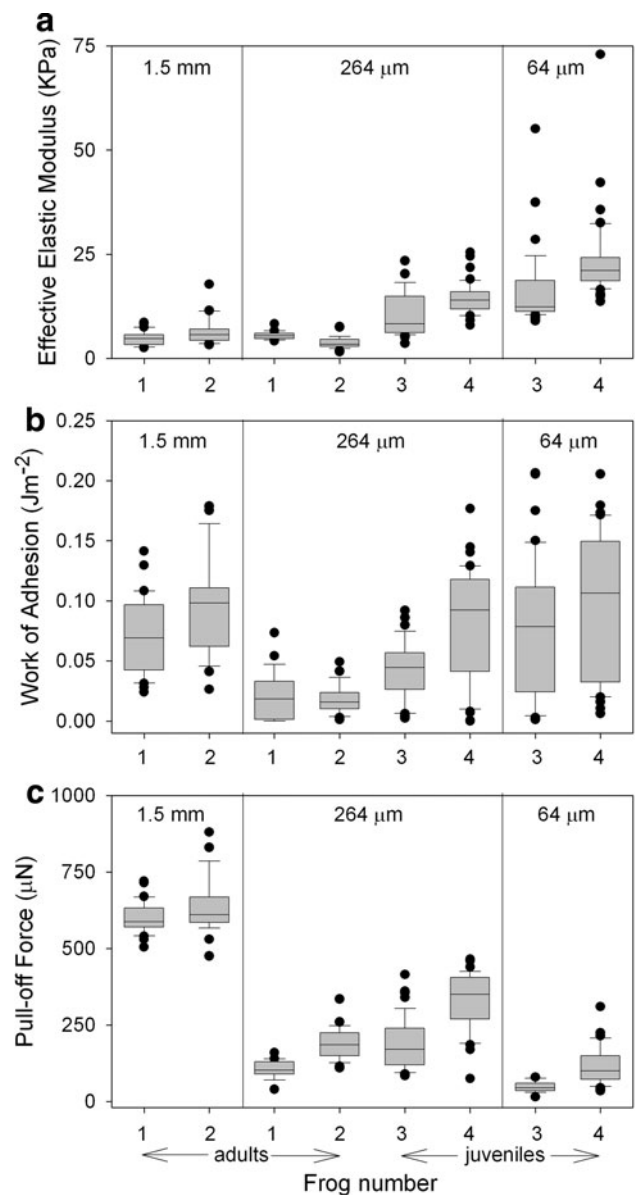 a
Effective Elastic Modulus (KPa)
75
50
25
0
1.5 mm
264 µm
64 µm
1 2 1 2 3 4 3 4
b
Work of Adhesion (Jm⁻²)
0.25
0.20
0.15
0.10
0.05
0.00
1.5 mm
264 µm
64 µm
1 2 1 2 3 4 3 4
c
Pull-off Force (µN)
1000
750
500
250
0
1.5 mm
264 µm
64 µm
1 2 1 2 3 4 3 4
adults
juveniles
Frog number